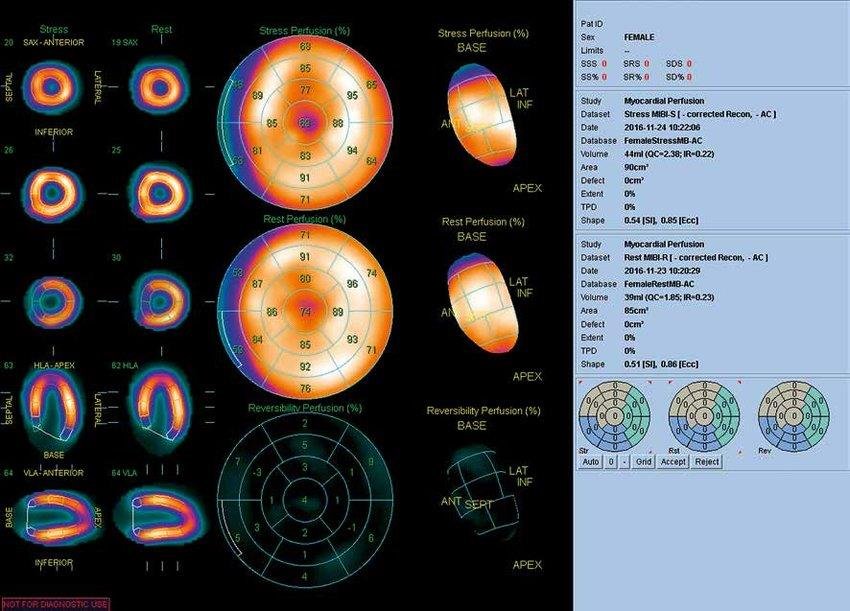 Stress Rest
20 SAX - ANTERIOR 19 SAX
SEPTAL LATERAL
INFERIOR
26 25
32 30
63 HLA - APEX 62 HLA
SEPTAL LATERAL
BASE
64 VLA - ANTERIOR 64 VLA
BASE APEX
INFERIOR
NOT FOR DIAGNOSTIC USE
Stress Perfusion (%)
68
85
77
89 95 65
85 88
83
94 64
91
71
Rest Perfusion (%)
71
91
80
87 96 74
86 74 89
84
85 93 71
92
76
Reversibility Perfusion (%)
2
5
3
7 -3 1 9
1 4 1
1
5 1 -1 6
2
4
Stress Perfusion (%)
BASE
LAT
INF
APEX
Rest Perfusion (%)
BASE
LAT
INF
APEX
Reversibility Perfusion (%)
BASE
LAT
ANT SEPT INF
APEX
Pat ID
Sex FEMALE
Limits --
SSS 0 SRS 0 SDS 0
SS% 0 SR% 0 SD% 0
Study Myocardial Perfusion
Dataset Stress MIBI-S [ - corrected Recon, - AC ]
Date 2016-11-24 10:22:06
Database FemaleStressMB-AC
Volume 44ml (QC=2.38; IR=0.22)
Area 90cm²
Defect 0cm²
Extent 0%
TPD 0%
Shape 0.54 [SI], 0.85 [Ecc]
Study Myocardial Perfusion
Dataset Rest MIBI-R [ - corrected Recon, - AC ]
Date 2016-11-23 10:20:29
Database FemaleRestMB-AC
Volume 39ml (QC=1.85; IR=0.23)
Area 85cm²
Defect 0cm²
Extent 0%
TPD 0%
Shape 0.51 [SI], 0.86 [Ecc]
Str Rst Rev
Auto 0 - Grid Accept Reject